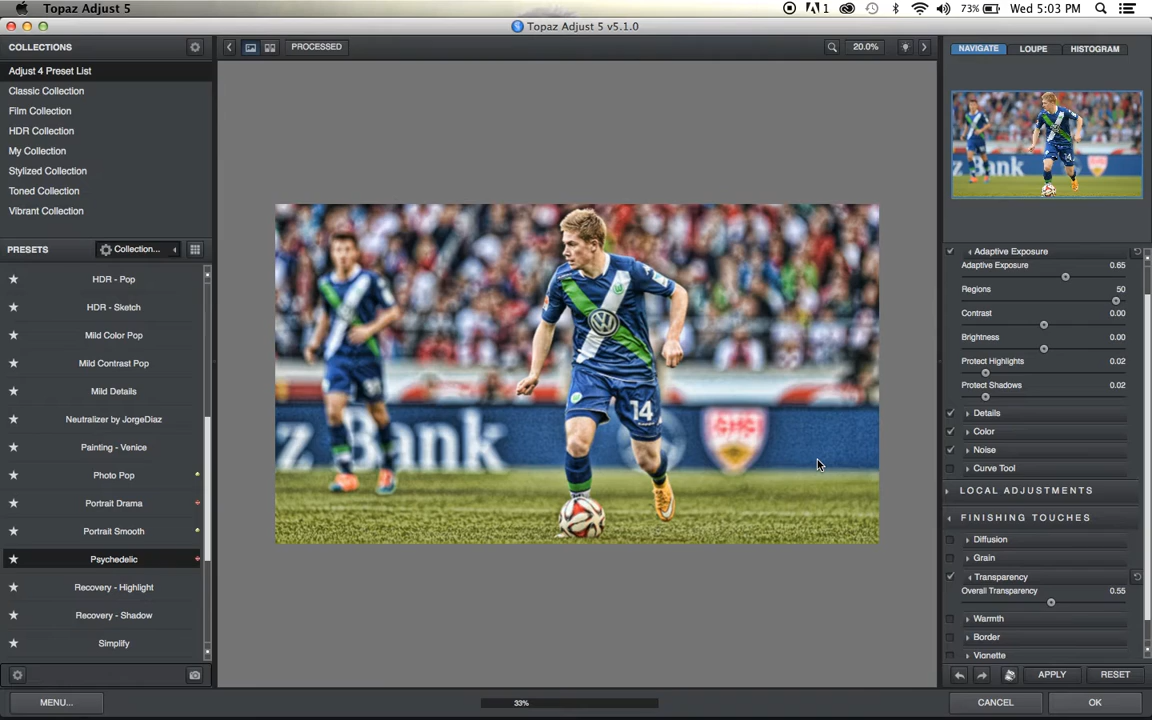 Topaz Adjust 5
1
73%
Wed 5:03 PM
Topaz Adjust 5 v5.1.0
COLLECTIONS
PROCESSED
20.0%
NAVIGATE
LOUPE
HISTOGRAM
Adjust 4 Preset List
Classic Collection
Film Collection
HDR Collection
My Collection
Stylized Collection
Toned Collection
Vibrant Collection
PRESETS
Collection...
HDR - Pop
HDR - Sketch
Mild Color Pop
Mild Contrast Pop
Mild Details
Neutralizer by JorgeDiaz
Painting - Venice
Photo Pop
Portrait Drama
Portrait Smooth
Psychedelic
Recovery - Highlight
Recovery - Shadow
Simplify
z Bank
14
Adaptive Exposure
Adaptive Exposure 0.65
Regions 50
Contrast 0.00
Brightness 0.00
Protect Highlights 0.02
Protect Shadows 0.02
Details
Color
Noise
Curve Tool
LOCAL ADJUSTMENTS
FINISHING TOUCHES
Diffusion
Grain
Transparency
Overall Transparency 0.55
Warmth
Border
Vignette
APPLY
RESET
MENU...
33%
CANCEL
OK